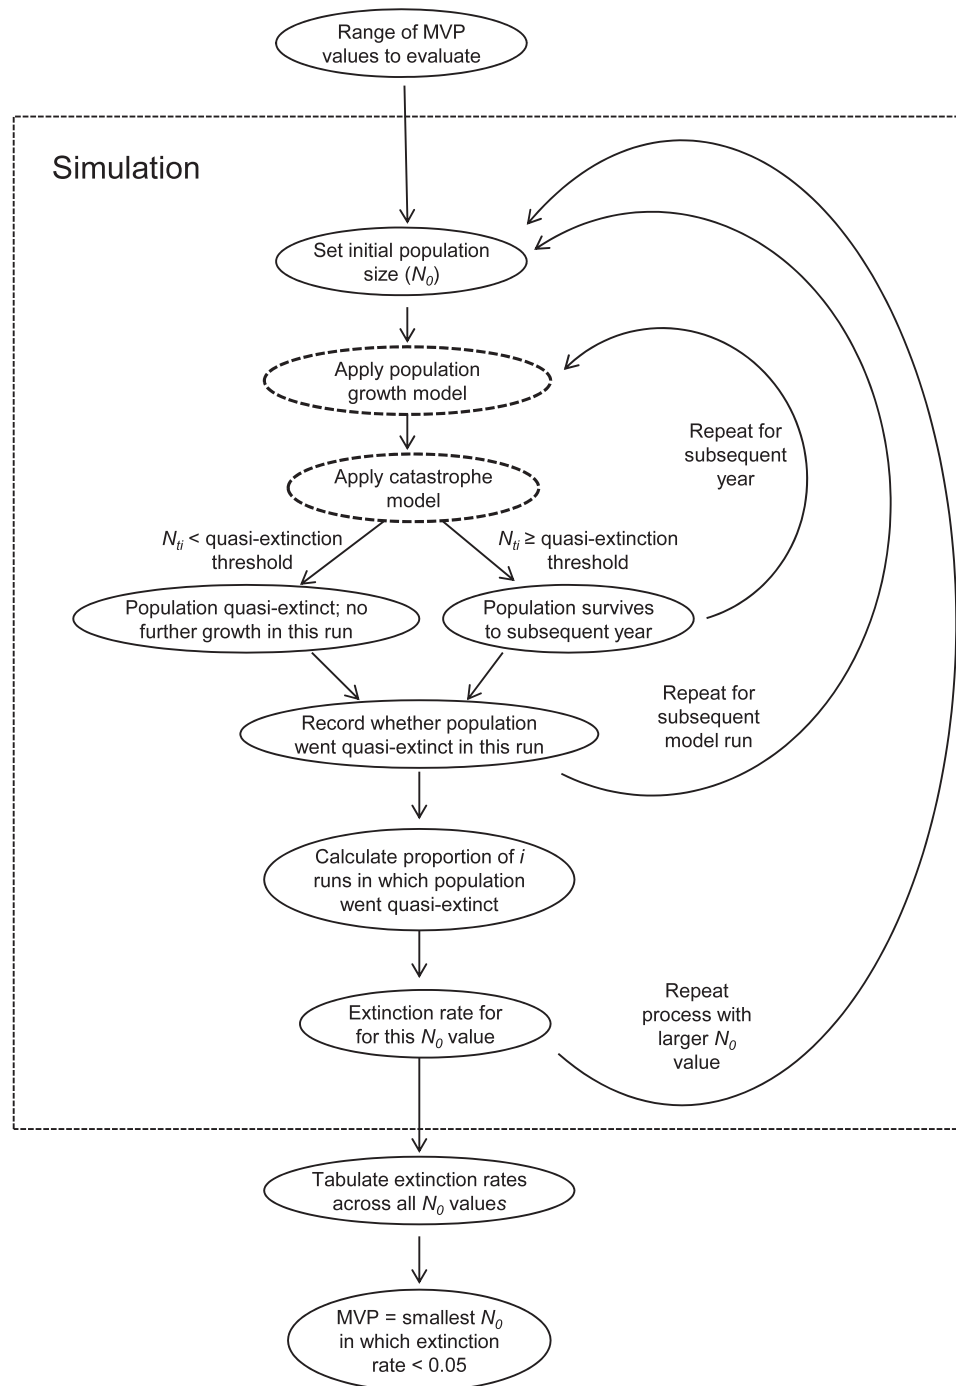 Range of MVP
values to evaluate
Simulation
Set initial population
size (N0)
Apply population
growth model
Repeat for
subsequent
year
Apply catastrophe
model
Nti < quasi-extinction
threshold)
Nti ≥ quasi-extinction
threshold)
Population quasi-extinct; no
further growth in this run
Population survives
to subsequent year
Repeat for
subsequent
model run
Record whether population
went quasi-extinct in this run
Calculate proportion of i
runs in which population
went quasi-extinct
Extinction rate for
for this N0 value
Repeat
process with
larger N0
value
Tabulate extinction rates
across all N0 values
MVP = smallest N0
in which extinction
rate < 0.05